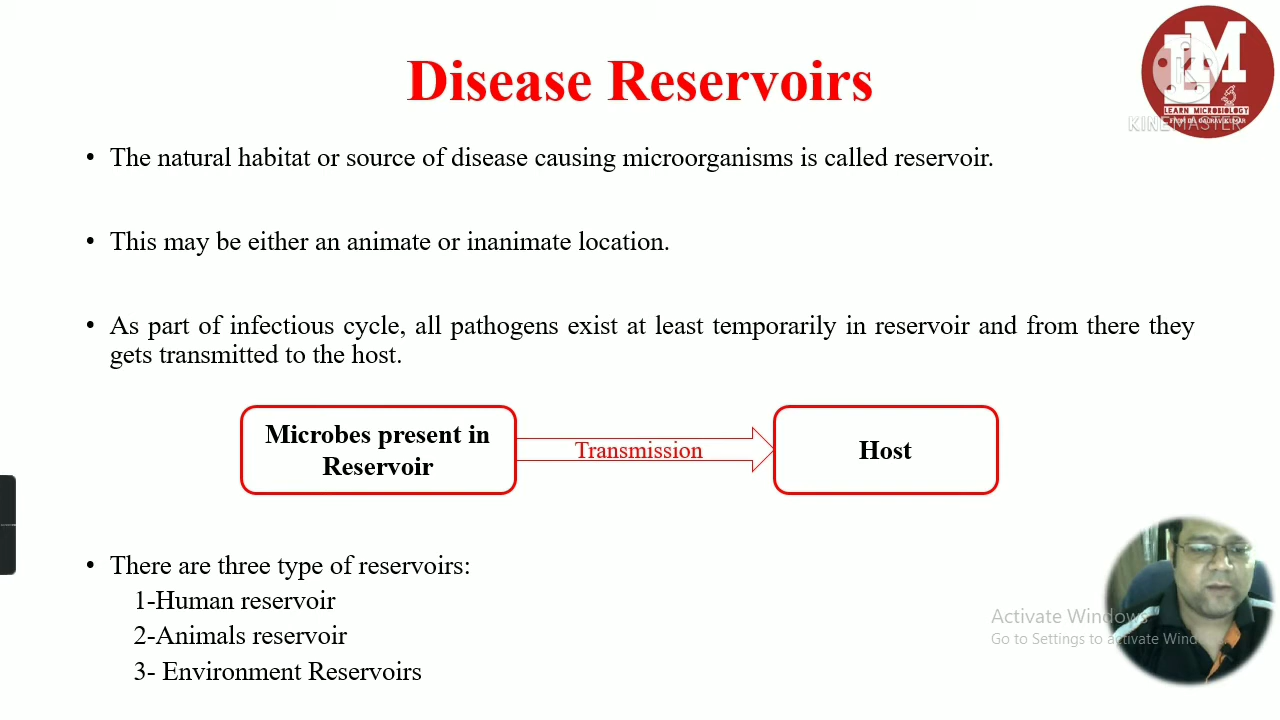 Disease Reservoirs
LM
LEARN MICROBIOLOGY
KINEMASTER
• The natural habitat or source of disease causing microorganisms is called reservoir.
• This may be either an animate or inanimate location.
• As part of infectious cycle, all pathogens exist at least temporarily in reservoir and from there they
gets transmitted to the host.
Microbes present in
Reservoir
Transmission
Host
• There are three type of reservoirs:
1-Human reservoir
2-Animals reservoir
3- Environment Reservoirs
Activate Windows
Go to Settings to activate Windows